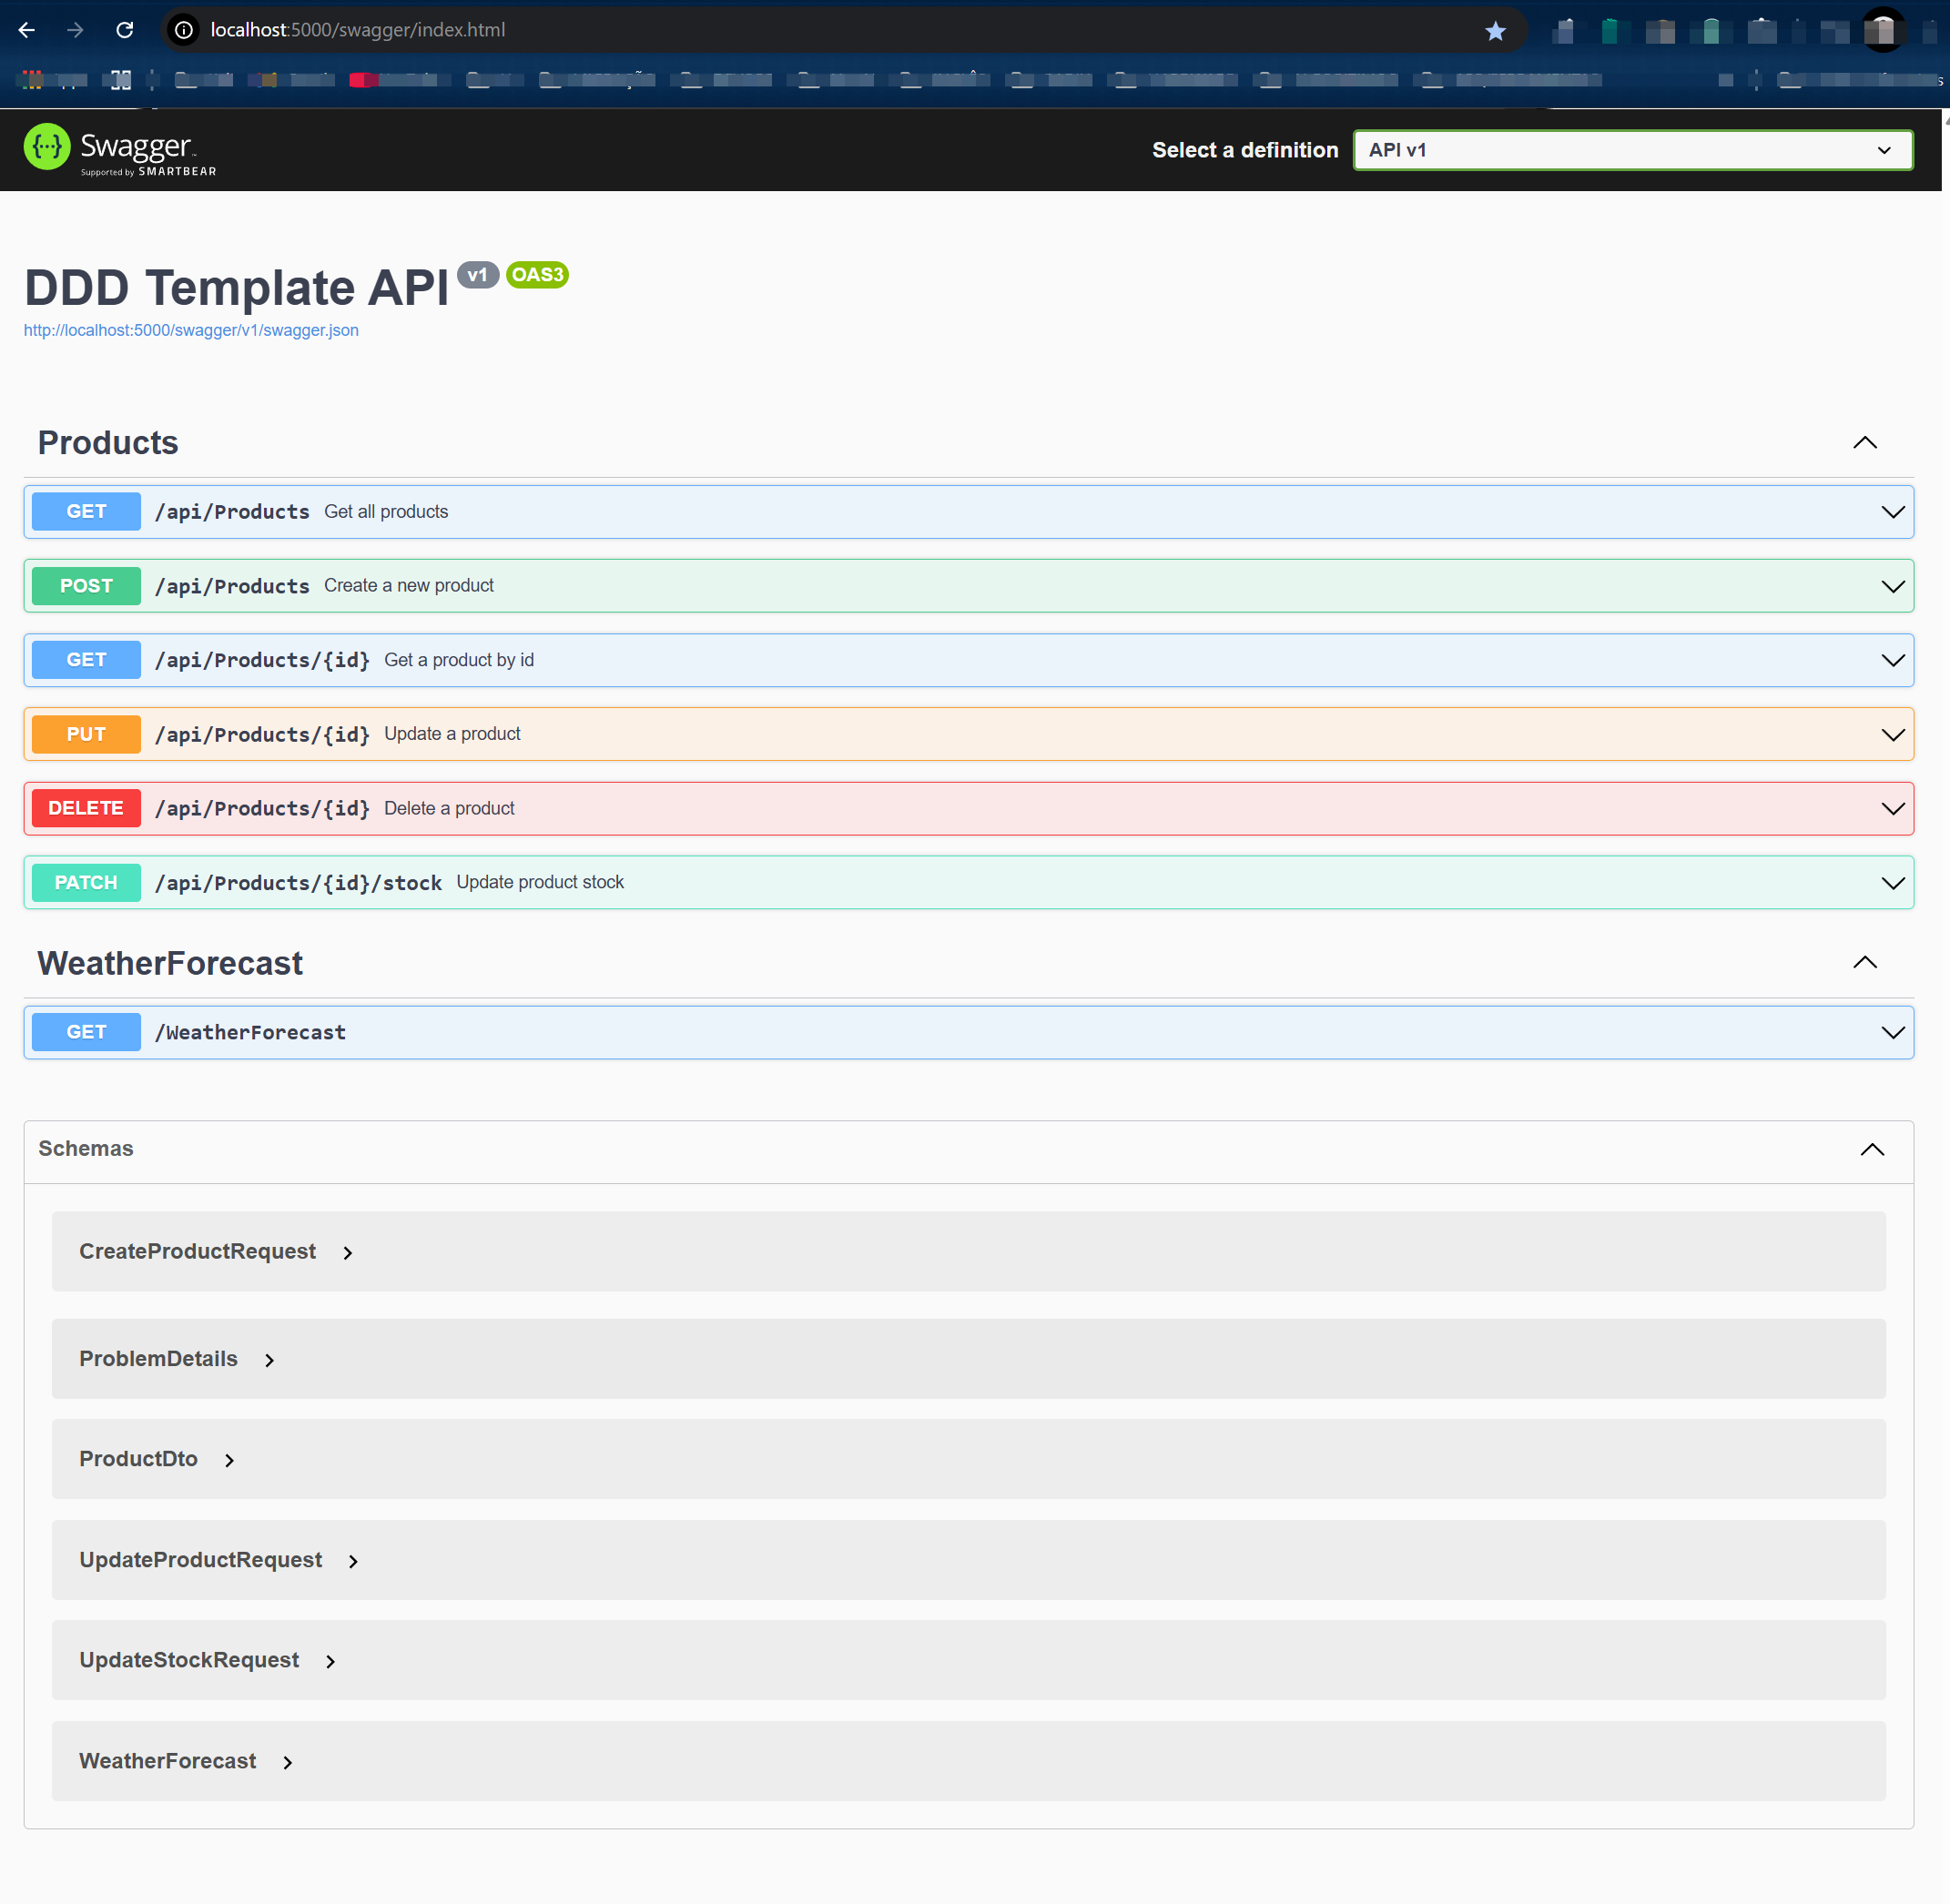 localhost:5000/swagger/index.html
Swagger
Supported by SMARTBEAR
Select a definition
API v1
DDD Template API v1 OAS3
http://localhost:5000/swagger/v1/swagger.json
Products
GET /api/Products Get all products
POST /api/Products Create a new product
GET /api/Products/{id} Get a product by id
PUT /api/Products/{id} Update a product
DELETE /api/Products/{id} Delete a product
PATCH /api/Products/{id}/stock Update product stock
WeatherForecast
GET /WeatherForecast
Schemas
CreateProductRequest
ProblemDetails
ProductDto
UpdateProductRequest
UpdateStockRequest
WeatherForecast